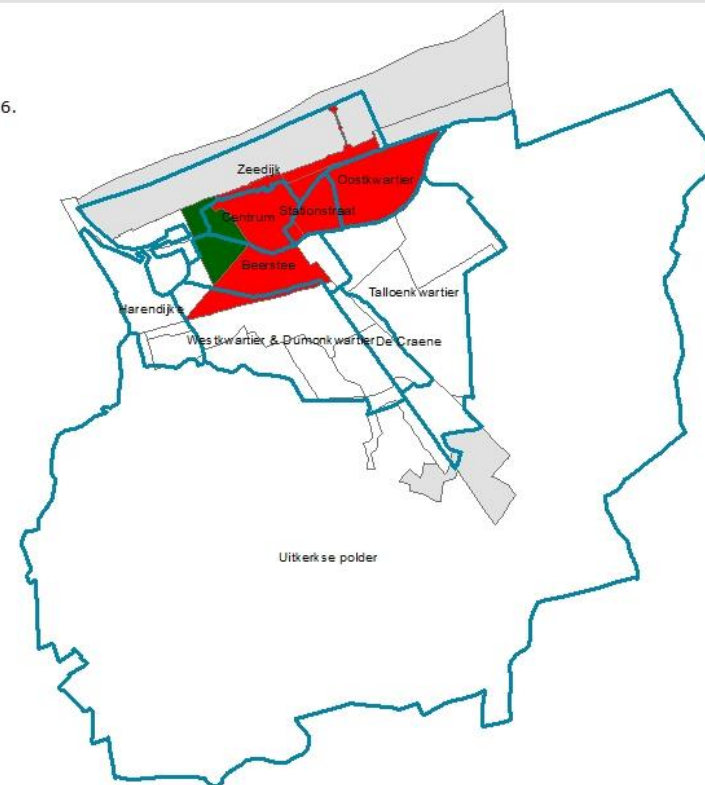 6.
Zeedijk
Oostkwartier
Centrum
Stationstraat
Beerstee
Talloenkwartier
Harendijke
Westkwartier & Dumonkwartier
De Craene
Uitkerkse polder